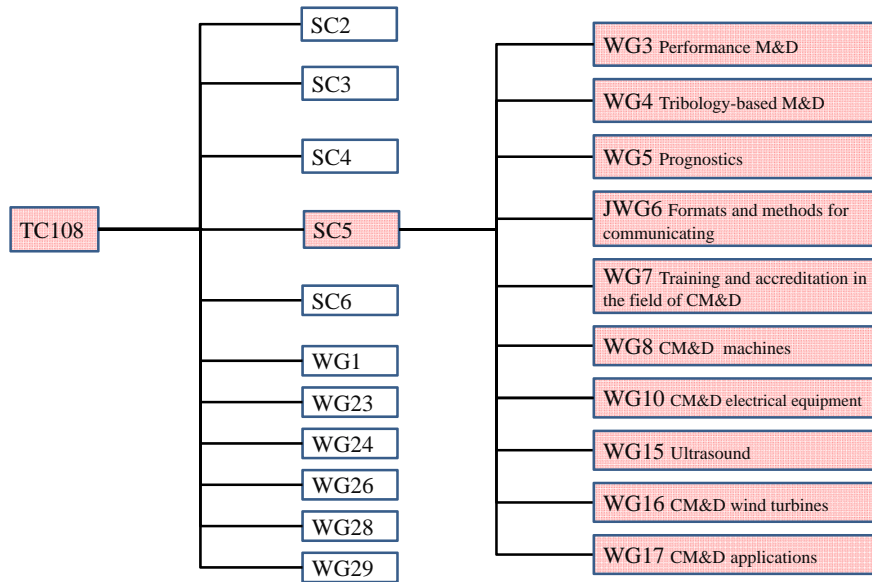 TC108
SC2
SC3
SC4
SC5
SC6
WG1
WG23
WG24
WG26
WG28
WG29
WG3 Performance M&D
WG4 Tribology-based M&D
WG5 Prognostics
JWG6 Formats and methods for
communicating
WG7 Training and accreditation in
the field of CM&D
WG8 CM&D machines
WG10 CM&D electrical equipment
WG15 Ultrasound
WG16 CM&D wind turbines
WG17 CM&D applications